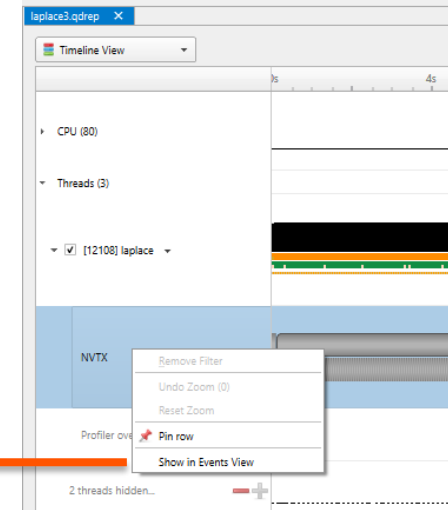 laplace3.qdrep X
Timeline View
0s 4s
CPU (80)
Threads (3)
[12108] laplace
NVTX
Remove Filter
Undo Zoom (0)
Reset Zoom
Profiler ove
Pin row
Show in Events View
2 threads hidden...